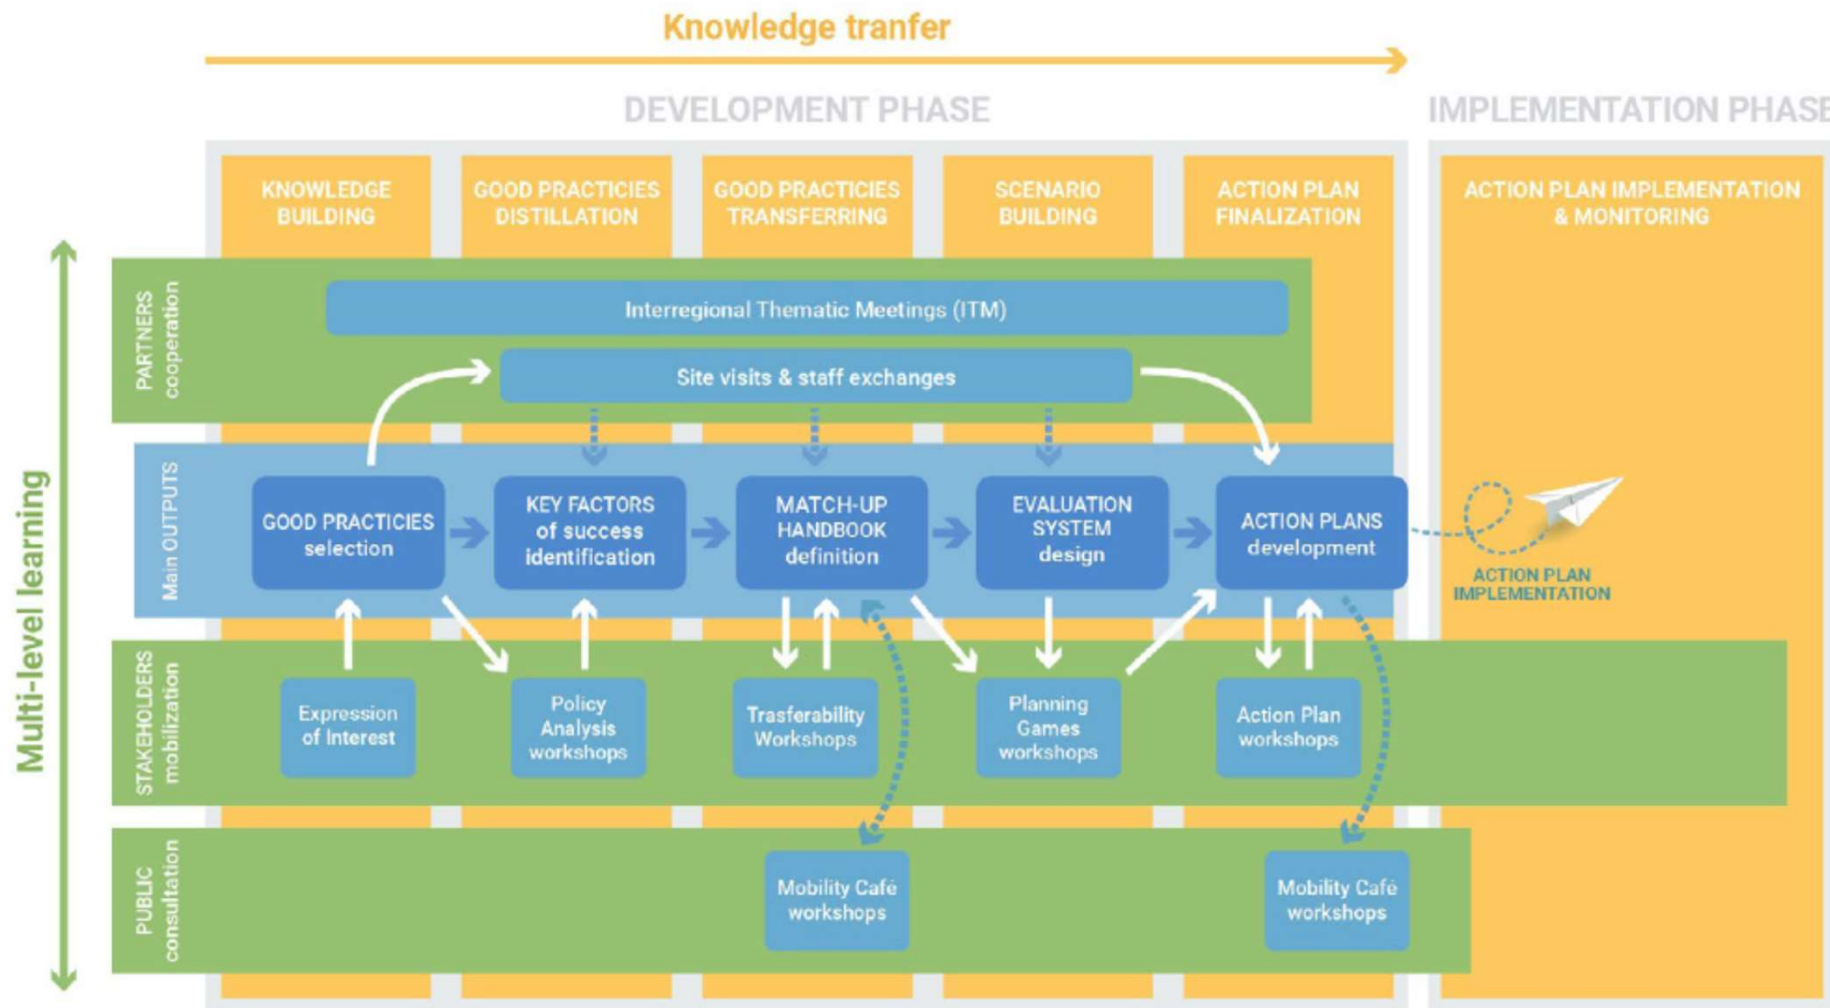 Knowledge tranfer
DEVELOPMENT PHASE
IMPLEMENTATION PHASE
KNOWLEDGE
BUILDING
GOOD PRACTICIES
DISTILLATION
GOOD PRACTICIES
TRANSFERRING
SCENARIO
BUILDING
ACTION PLAN
FINALIZATION
ACTION PLAN IMPLEMENTATION
& MONITORING
Multi-level learning
PARTNERS
cooperation
Interregional Thematic Meetings (ITM)
Site visits & staff exchanges
Main OUTPUTS
GOOD PRACTICIES
selection
KEY FACTORS
of success
identification
MATCH-UP
HANDBOOK
definition
EVALUATION
SYSTEM
design
ACTION PLANS
development
ACTION PLAN
IMPLEMENTATION
STAKEHOLDERS
mobilization
Expression
of Interest
Policy
Analysis
workshops
Trasferability
Workshops
Planning
Games
workshops
Action Plan
workshops
PUBLIC
consultation
Mobility Café
workshops
Mobility Café
workshops